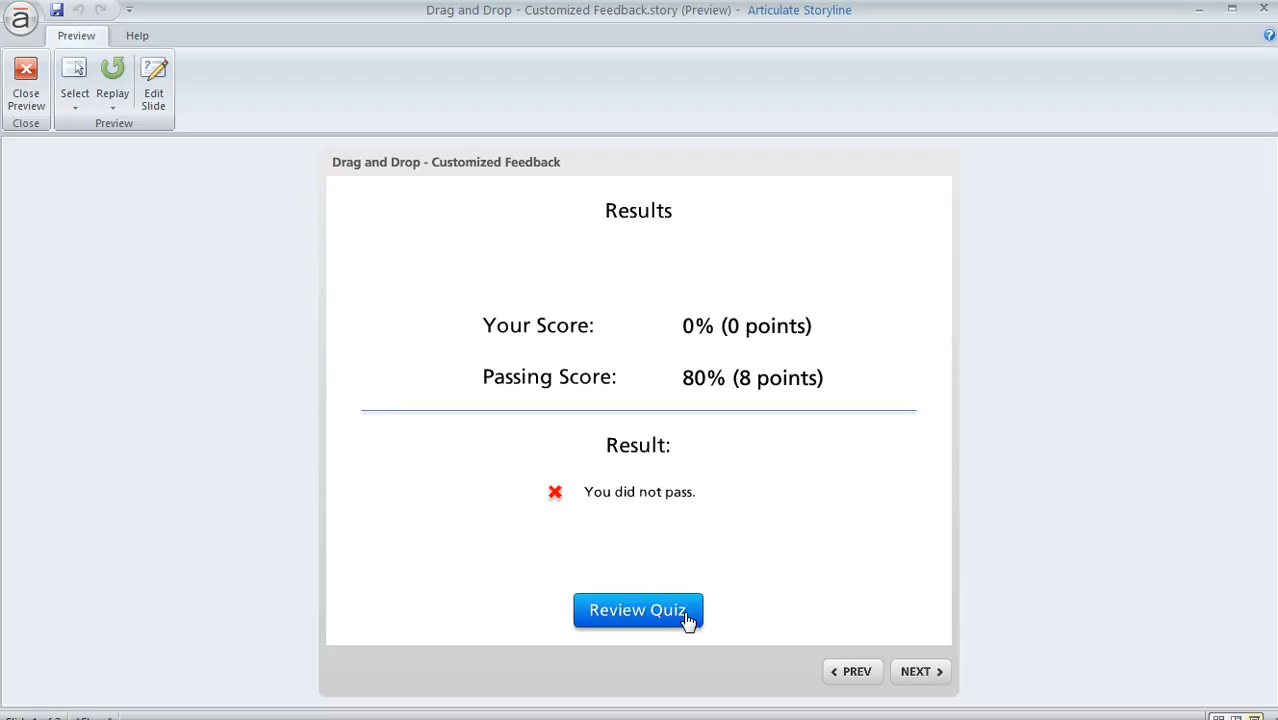 Drag and Drop - Customized Feedback.story (Preview) - Articulate Storyline
Preview Help
Close Preview
Select
Replay
Edit Slide
Close
Preview
Drag and Drop - Customized Feedback
Results
Your Score: 0% (0 points)
Passing Score: 80% (8 points)
Result:
You did not pass.
Review Quiz
PREV
NEXT